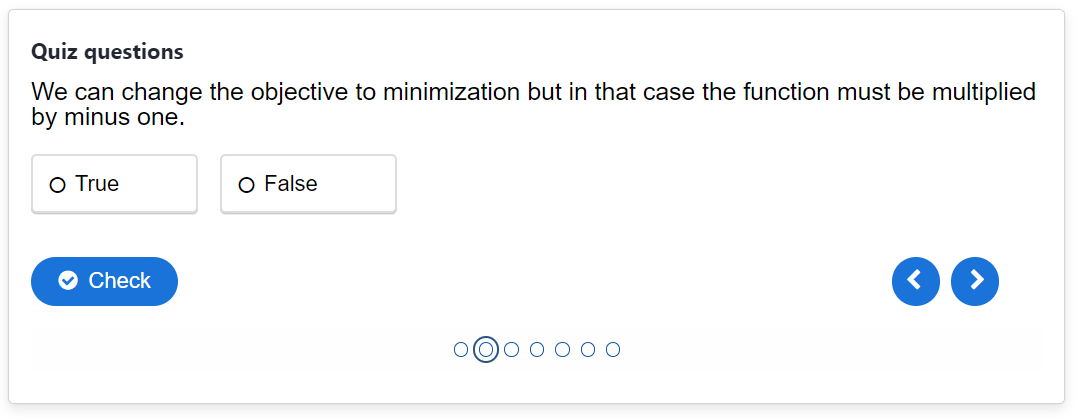 Quiz questions
We can change the objective to minimization but in that case the function must be multiplied
by minus one.
True
False
Check